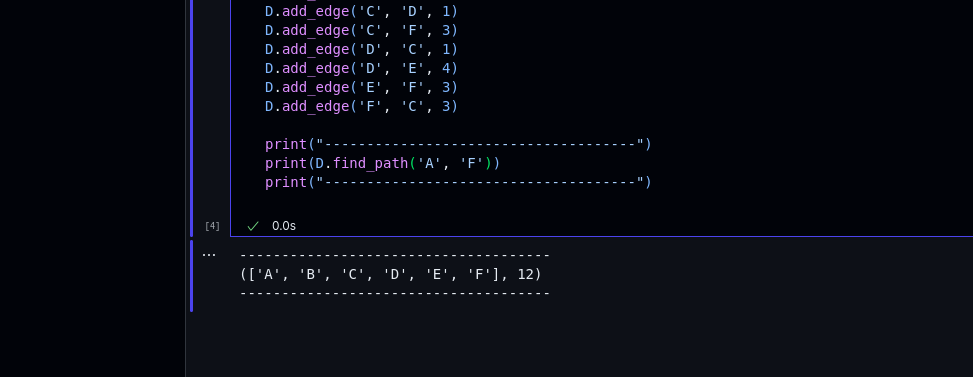 D.add_edge('C', 'D', 1)
D.add_edge('C', 'F', 3)
D.add_edge('D', 'C', 1)
D.add_edge('D', 'E', 4)
D.add_edge('E', 'F', 3)
D.add_edge('F', 'C', 3)
print("-------------------------------------")
print(D.find_path('A', 'F'))
print("-------------------------------------")
[4] ✓ 0.0s
... -------------------------------------
(['A', 'B', 'C', 'D', 'E', 'F'], 12)
-------------------------------------